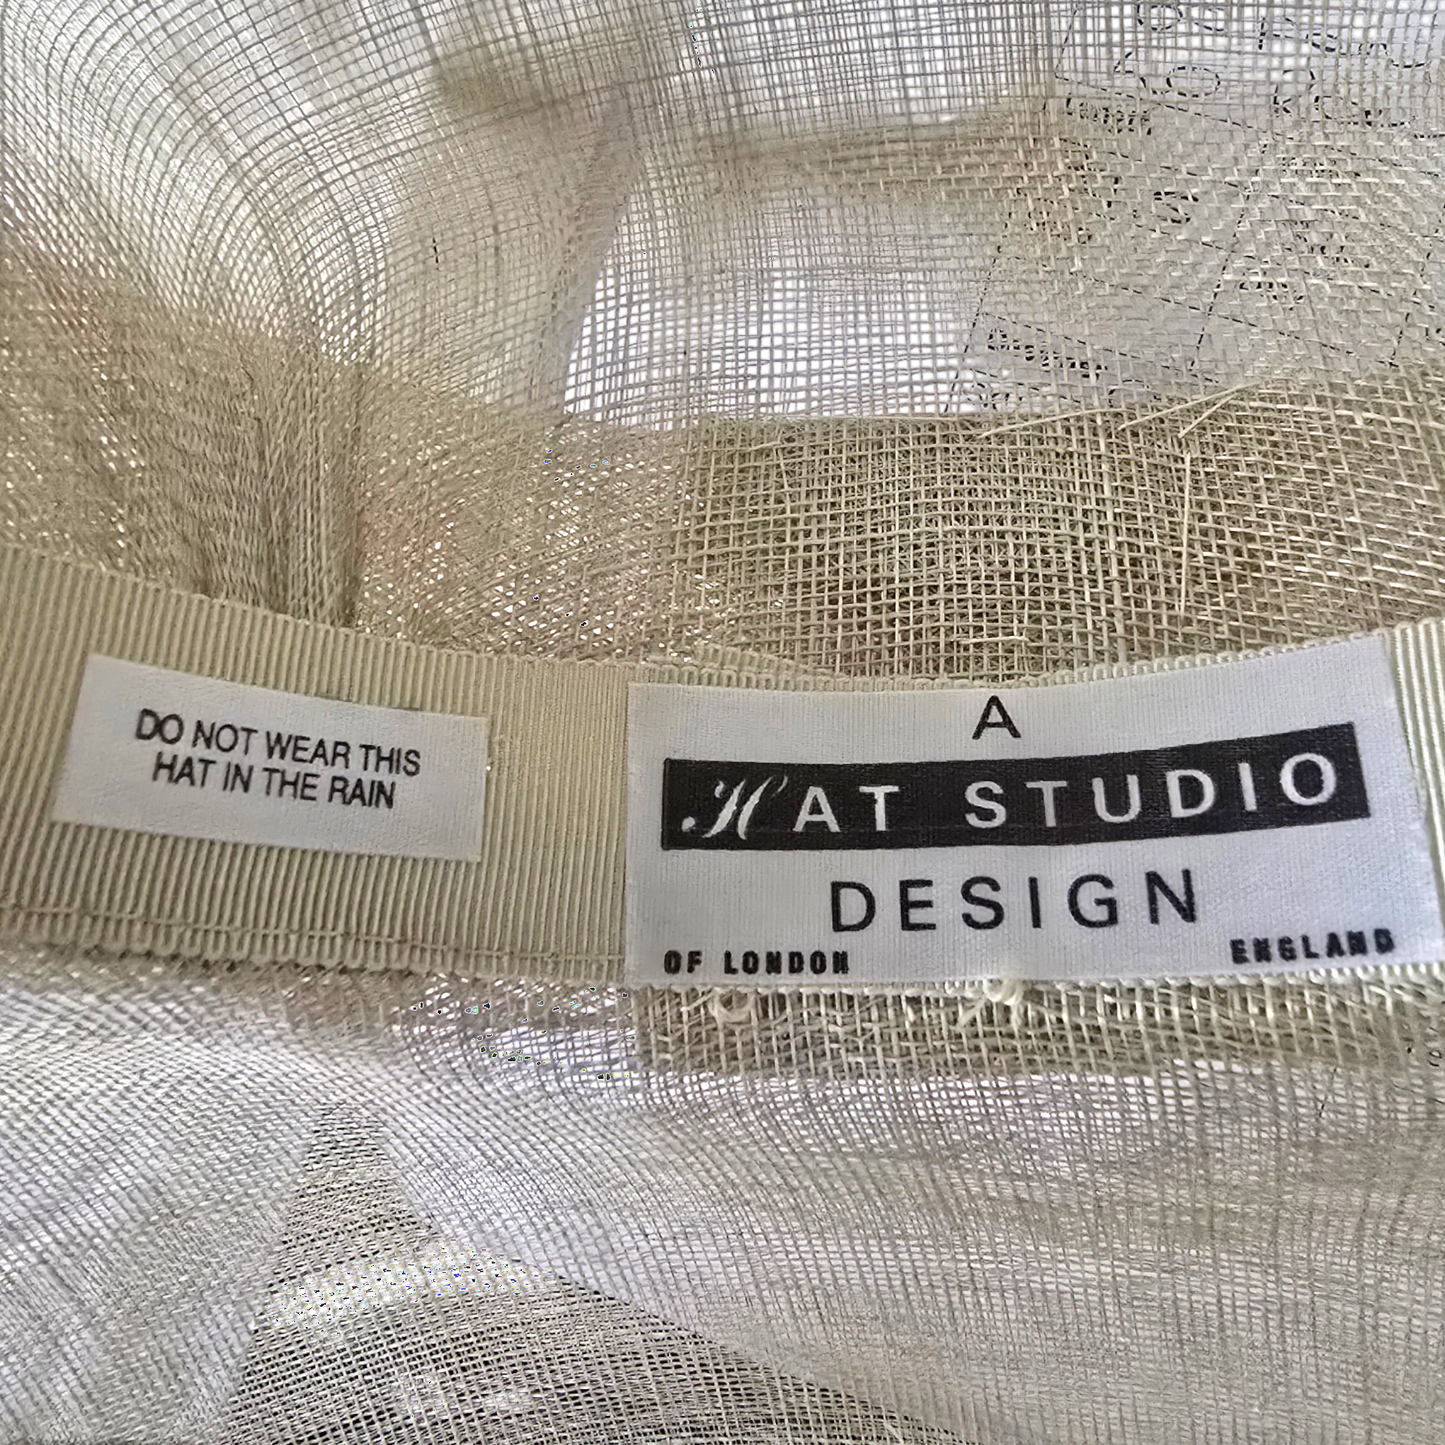 DO NOT WEAR THIS
HAT IN THE RAIN
A
HAT STUDIO
DESIGN
OF LONDON
ENGLAND